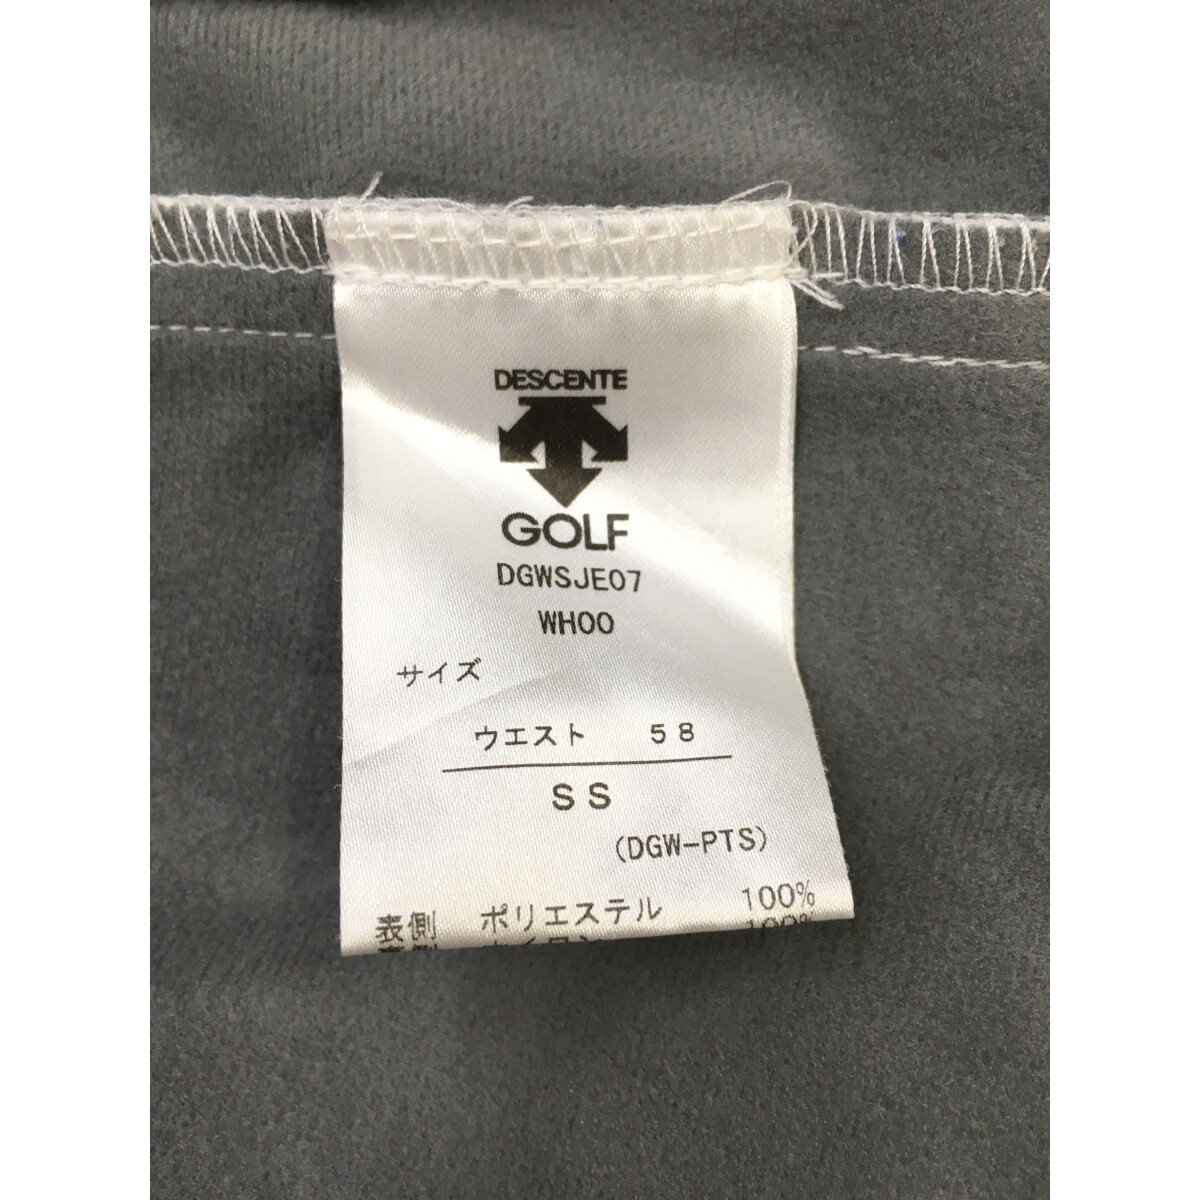 DESCENTE
GOLF
DGWSJE07
WH00
サイズ
ウエスト 58
SS
(DGW-PTS)
表側 ポリエステル 100%
100%